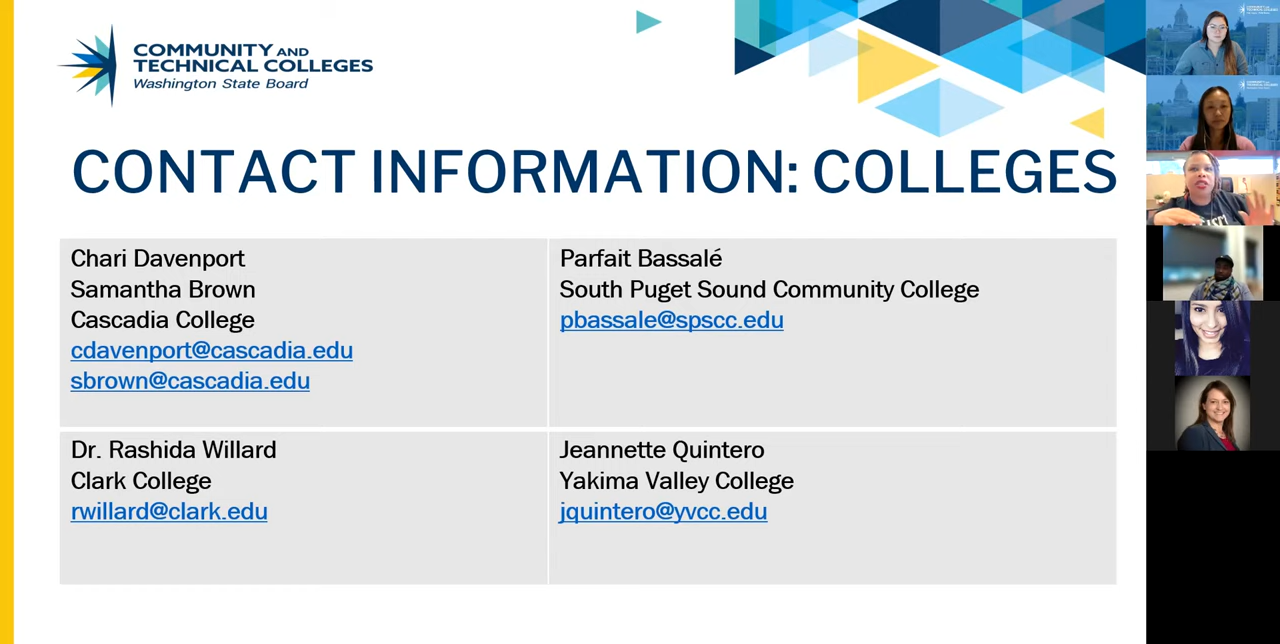 COMMUNITY AND
TECHNICAL COLLEGES
Washington State Board
CONTACT INFORMATION: COLLEGES
Chari Davenport
Samantha Brown
Cascadia College
cdavenport@cascadia.edu
sbrown@cascadia.edu
Parfait Bassalé
South Puget Sound Community College
pbassale@spscc.edu
Dr. Rashida Willard
Clark College
rwillard@clark.edu
Jeannette Quintero
Yakima Valley College
jquintero@yvcc.edu